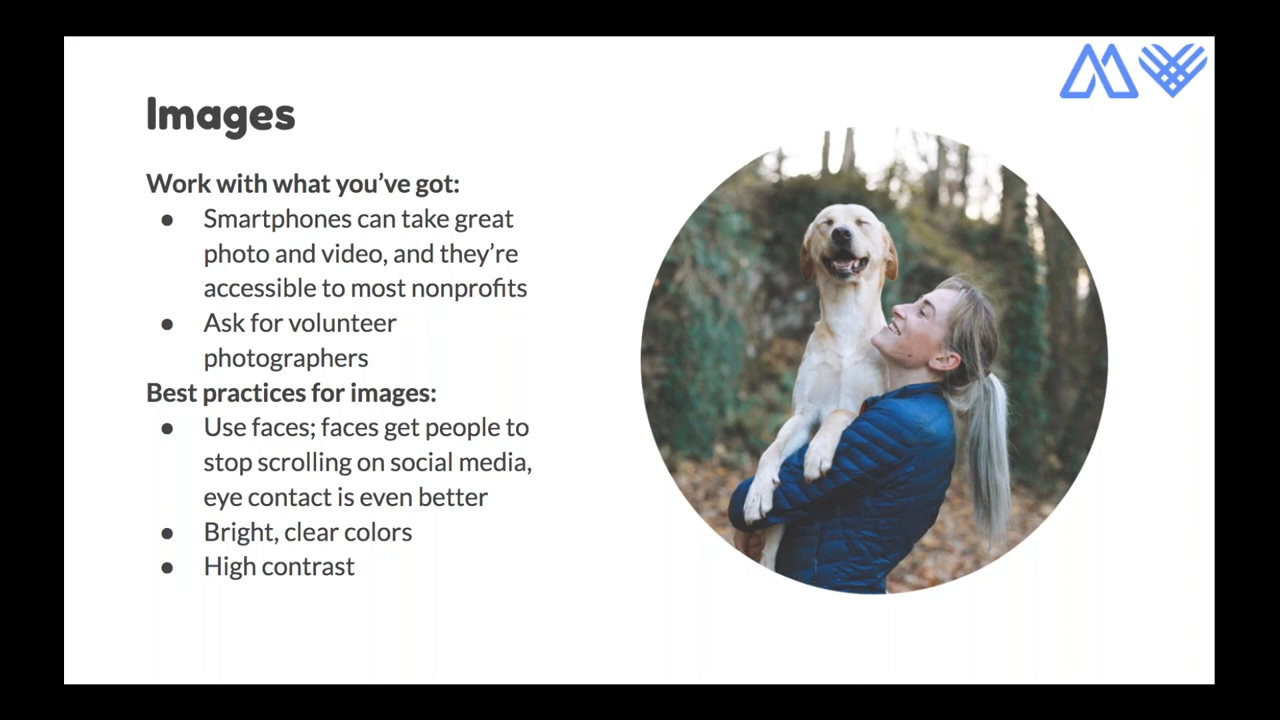 Images
Work with what you’ve got:
● Smartphones can take great
photo and video, and they’re
accessible to most nonprofits
● Ask for volunteer
photographers
Best practices for images:
● Use faces; faces get people to
stop scrolling on social media,
eye contact is even better
● Bright, clear colors
● High contrast